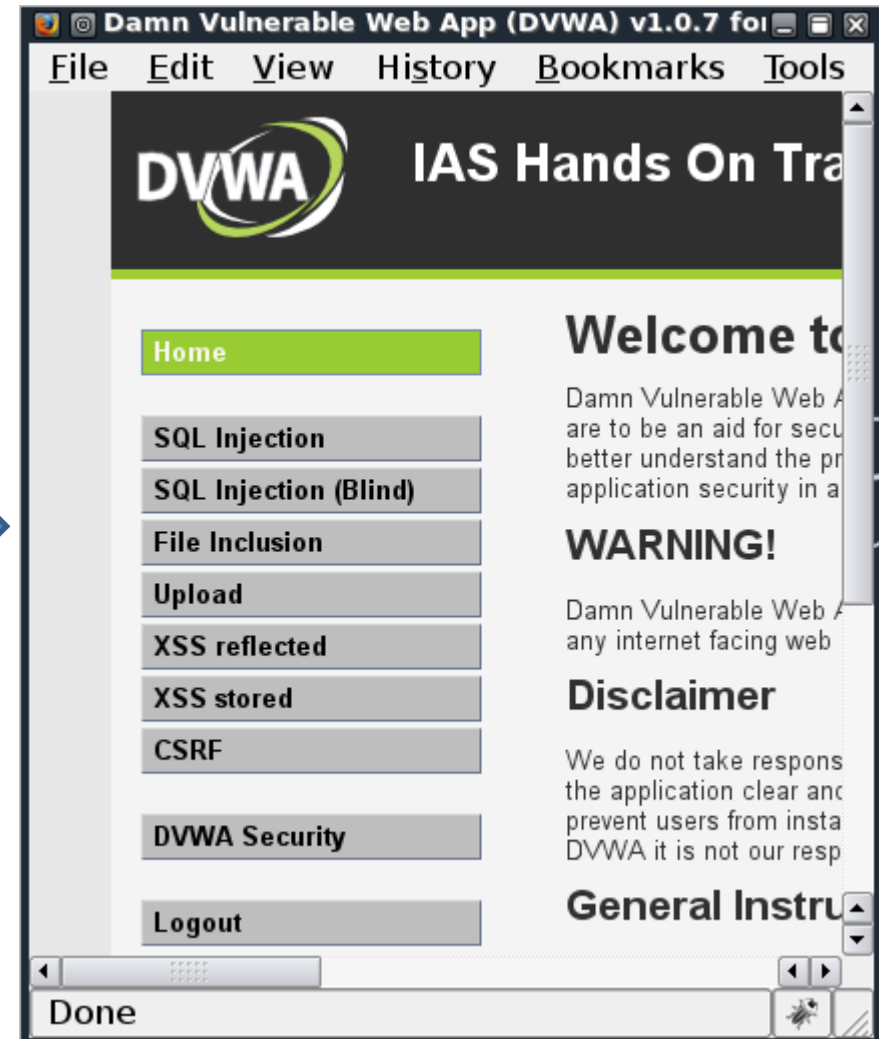 Damn Vulnerable Web App (DVWA) v1.0.7 for
File Edit View History Bookmarks Tools
DVWA
IAS Hands On Tra
Home
SQL Injection
SQL Injection (Blind)
File Inclusion
Upload
XSS reflected
XSS stored
CSRF
DVWA Security
Logout
Welcome to
Damn Vulnerable Web A
are to be an aid for secu
better understand the pr
application security in a
WARNING!
Damn Vulnerable Web A
any internet facing web
Disclaimer
We do not take respons
the application clear and
prevent users from insta
DVWA it is not our resp
General Instru
Done